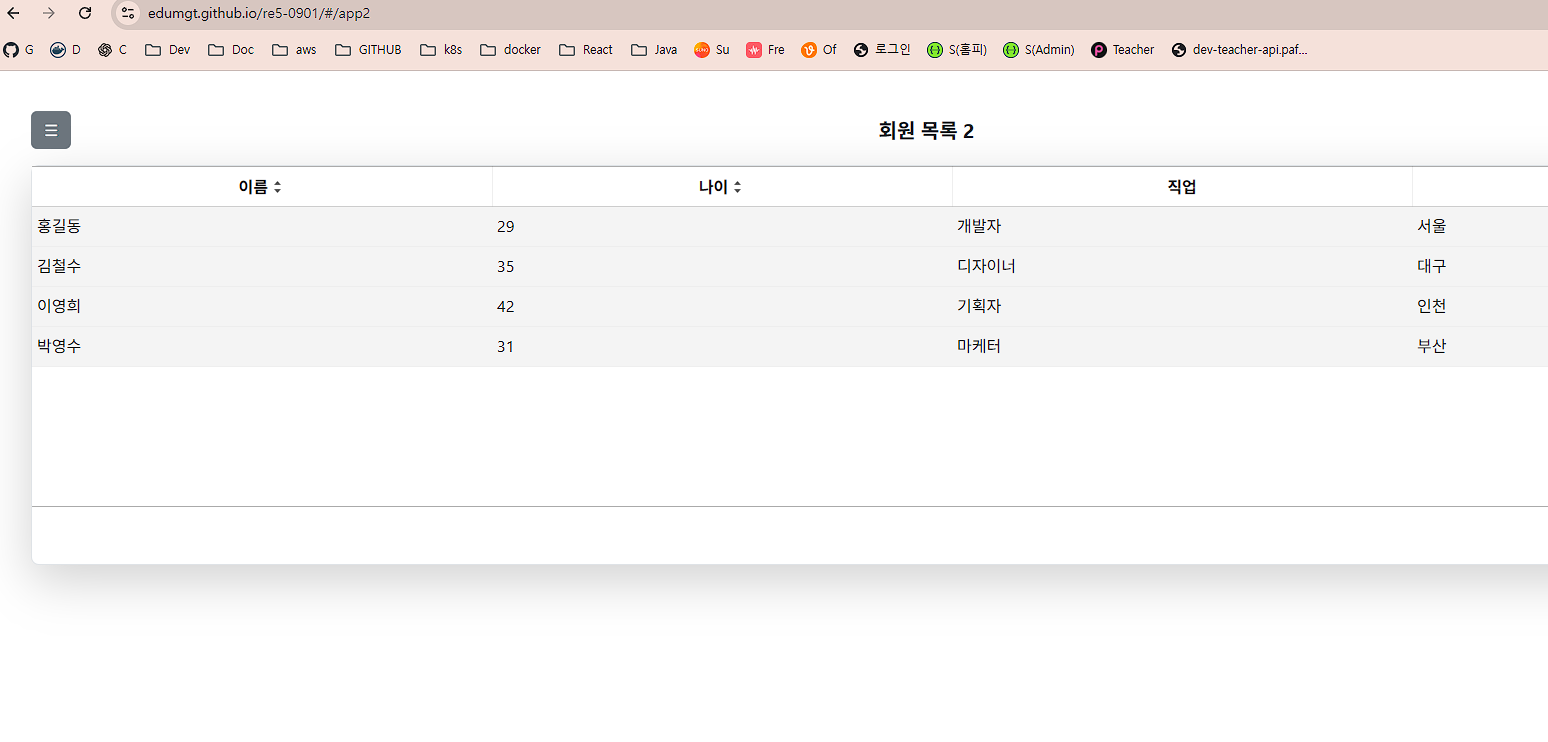 edumgt.github.io/re5-0901/#/app2
G D C Dev Doc aws GITHUB k8s docker React Java Su Fre Of 로그인 S(홀피) S(Admin) Teacher dev-teacher-api.paf...
회원 목록 2
이름 나이 직업
홍길동 29 개발자 서울
김철수 35 디자이너 대구
이영희 42 기획자 인천
박영수 31 마케터 부산